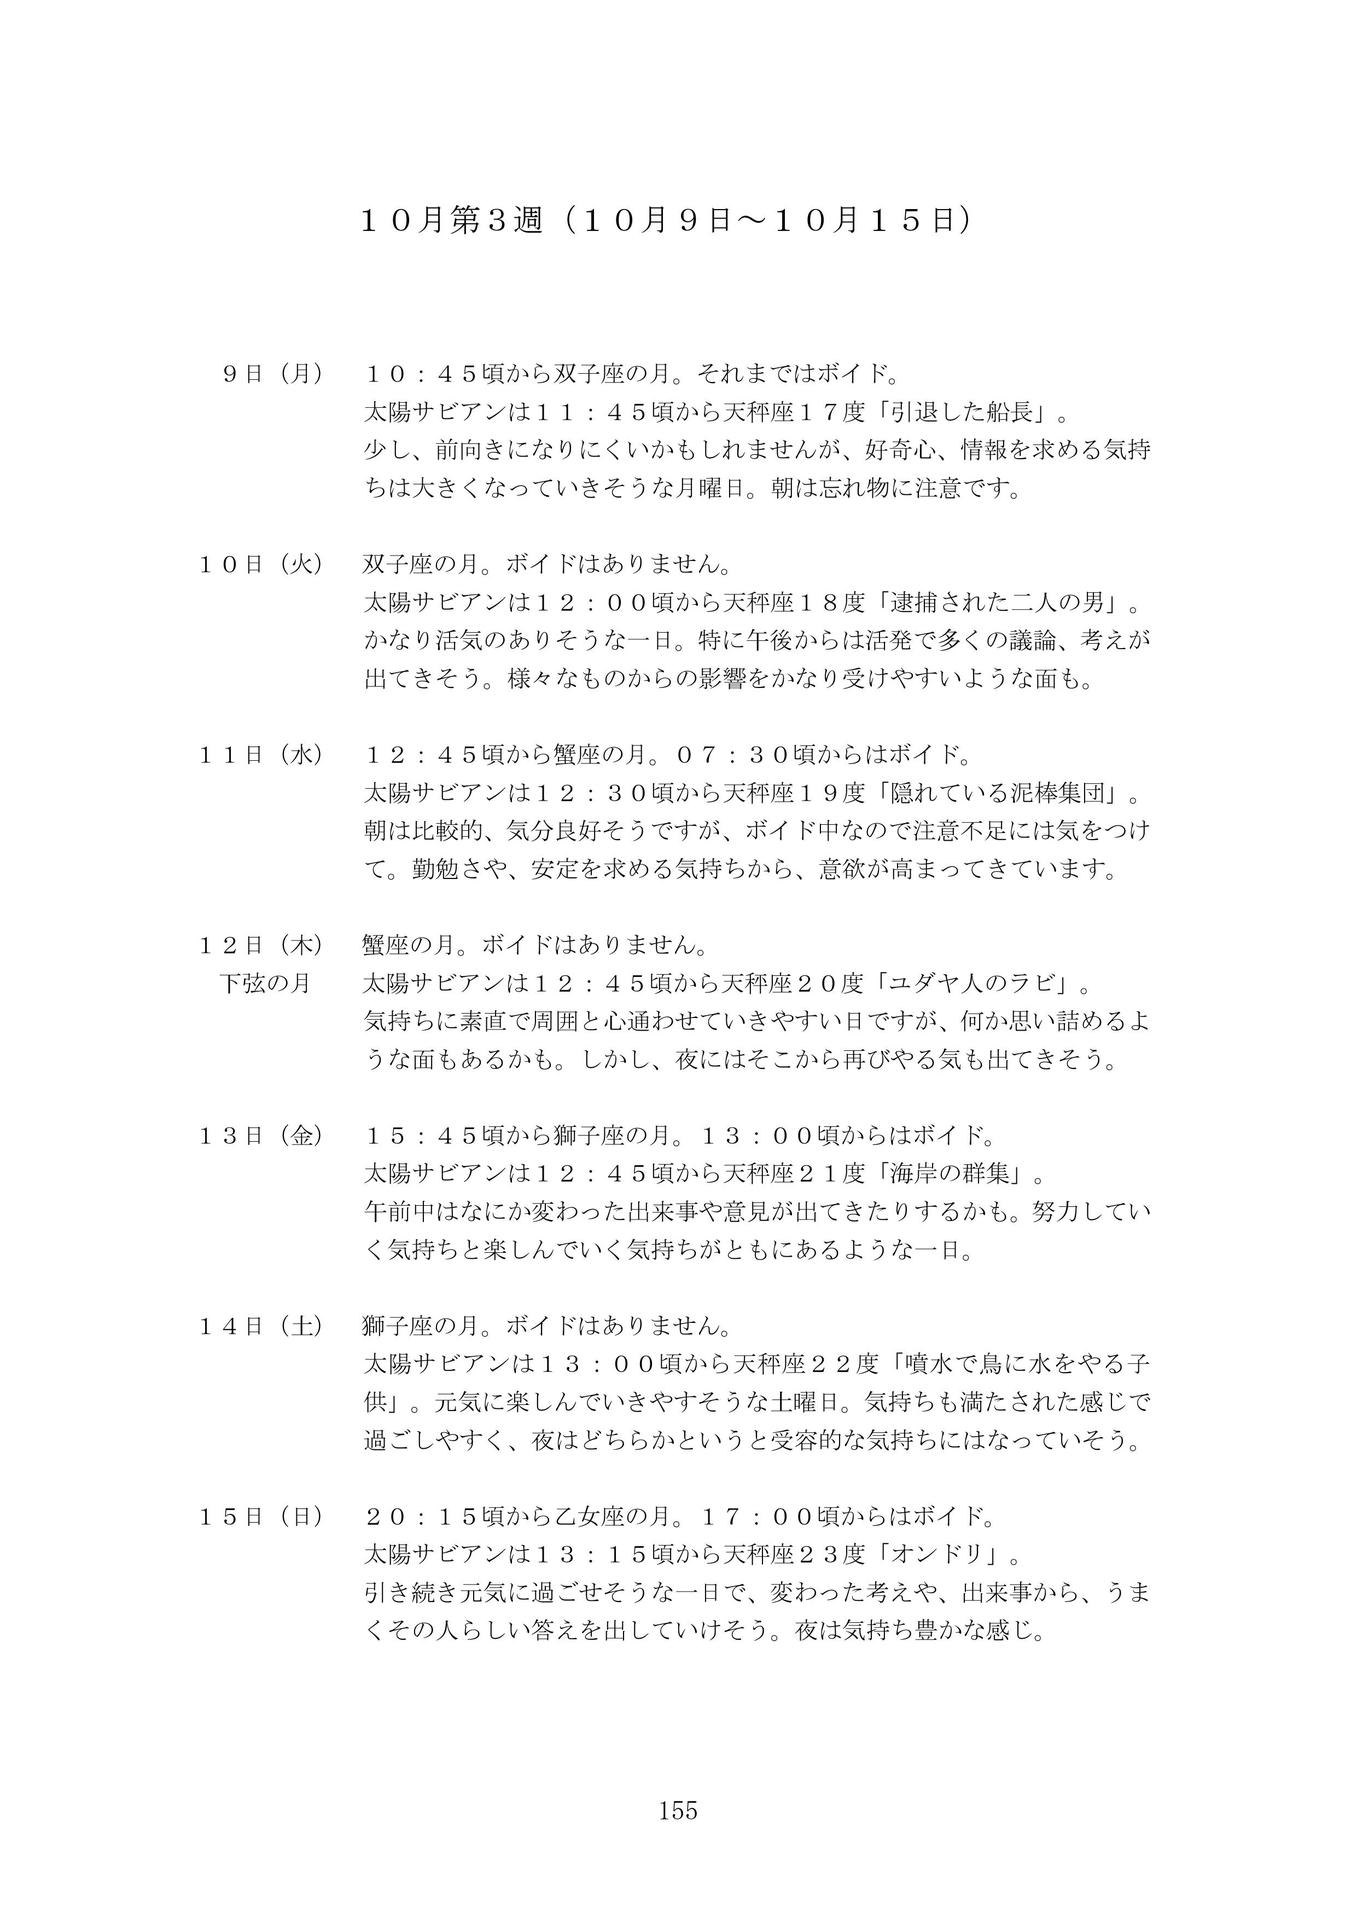 １０月第３週（１０月９日～１０月１５日）
９日（月）　１０：４５頃から双子座の月。それまではボイド。
太陽サビアンは１１：４５頃から天秤座１７度「引退した船長」。
少し、前向きになりにくいかもしれませんが、好奇心、情報を求める気持
ちは大きくなっていきそうな月曜日。朝は忘れ物に注意です。
１０日（火）　双子座の月。ボイドはありません。
太陽サビアンは１２：００頃から天秤座１８度「逮捕された二人の男」。
かなり活気のありそうな一日。特に午後からは活発で多くの議論、考えが
出てきそう。様々なものからの影響をかなり受けやすいような面も。
１１日（水）　１２：４５頃から蟹座の月。０７：３０頃からはボイド。
太陽サビアンは１２：３０頃から天秤座１９度「隠れている泥棒集団」。
朝は比較的、気分良好そうですが、ボイド中なので注意不足には気をつけ
て。勤勉さや、安定を求める気持ちから、意欲が高まってきています。
１２日（木）　蟹座の月。ボイドはありません。
下弦の月　太陽サビアンは１２：４５頃から天秤座２０度「ユダヤ人のラビ」。
気持ちに素直で周囲と心通わせていきやすい日ですが、何か思い詰めるよ
うな面もあるかも。しかし、夜にはそこから再びやる気も出てきそう。
１３日（金）　１５：４５頃から獅子座の月。１３：００頃からはボイド。
太陽サビアンは１２：４５頃から天秤座２１度「海岸の群集」。
午前中はなにか変わった出来事や意見が出てきたりするかも。努力してい
く気持ちと楽しんでいく気持ちがともにあるような一日。
１４日（土）　獅子座の月。ボイドはありません。
太陽サビアンは１３：００頃から天秤座２２度「噴水で鳥に水をやる子
供」。元気に楽しんでいきやすそうな土曜日。気持ちも満たされた感じで
過ごしやすく、夜はどちらかというと受容的な気持ちにはなっていそう。
１５日（日）　２０：１５頃から乙女座の月。１７：００頃からはボイド。
太陽サビアンは１３：１５頃から天秤座２３度「オンドリ」。
引き続き元気に過ごせそうな一日で、変わった考えや、出来事から、うま
くその人らしい答えを出していけそう。夜は気持ち豊かな感じ。
155